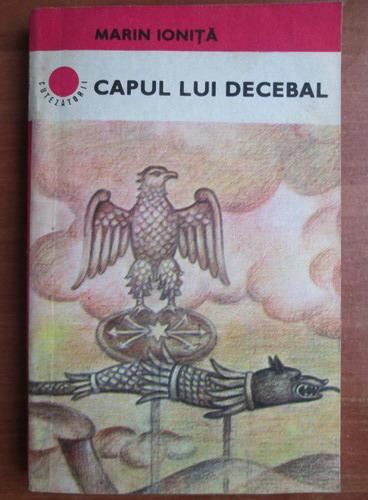 MARIN IONIȚĂ
CUTEZĂTORII
CAPUL LUI DECEBAL